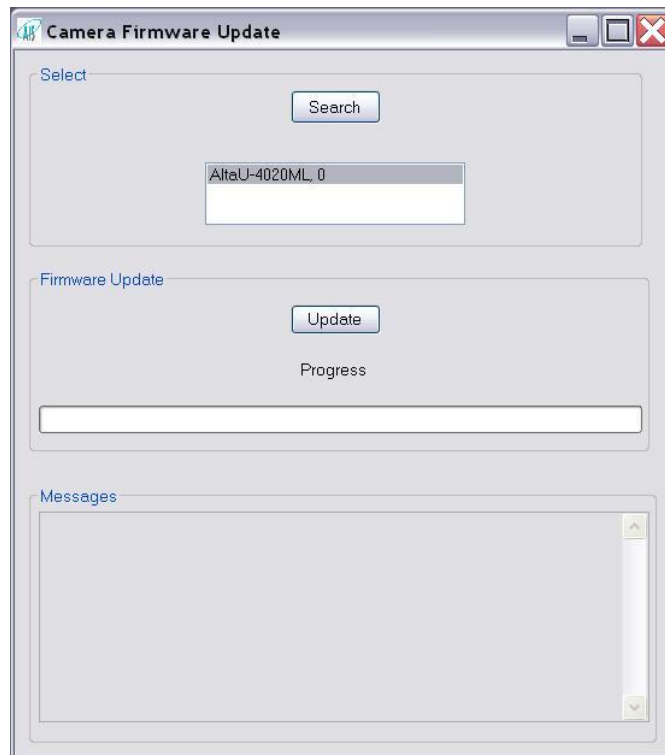 Camera Firmware Update
Select
Search
AltaU-4020ML, 0
Firmware Update
Update
Progress
Messages